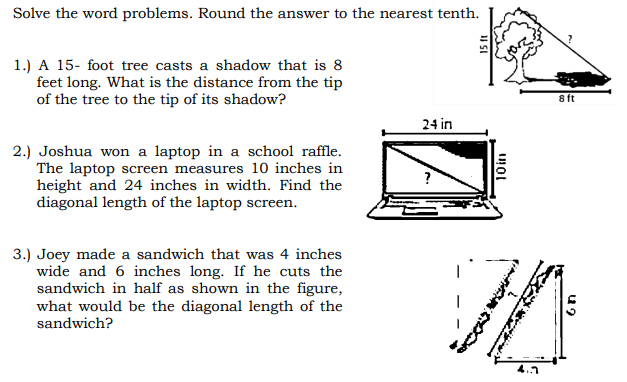 Solve the word problems. Round the answer to the nearest tenth.
15 ft
?
8 ft
1.) A 15- foot tree casts a shadow that is 8
feet long. What is the distance from the tip
of the tree to the tip of its shadow?
24 in
10 in
?
2.) Joshua won a laptop in a school raffle.
The laptop screen measures 10 inches in
height and 24 inches in width. Find the
diagonal length of the laptop screen.
3.) Joey made a sandwich that was 4 inches
wide and 6 inches long. If he cuts the
sandwich in half as shown in the figure,
what would be the diagonal length of the
sandwich?
6